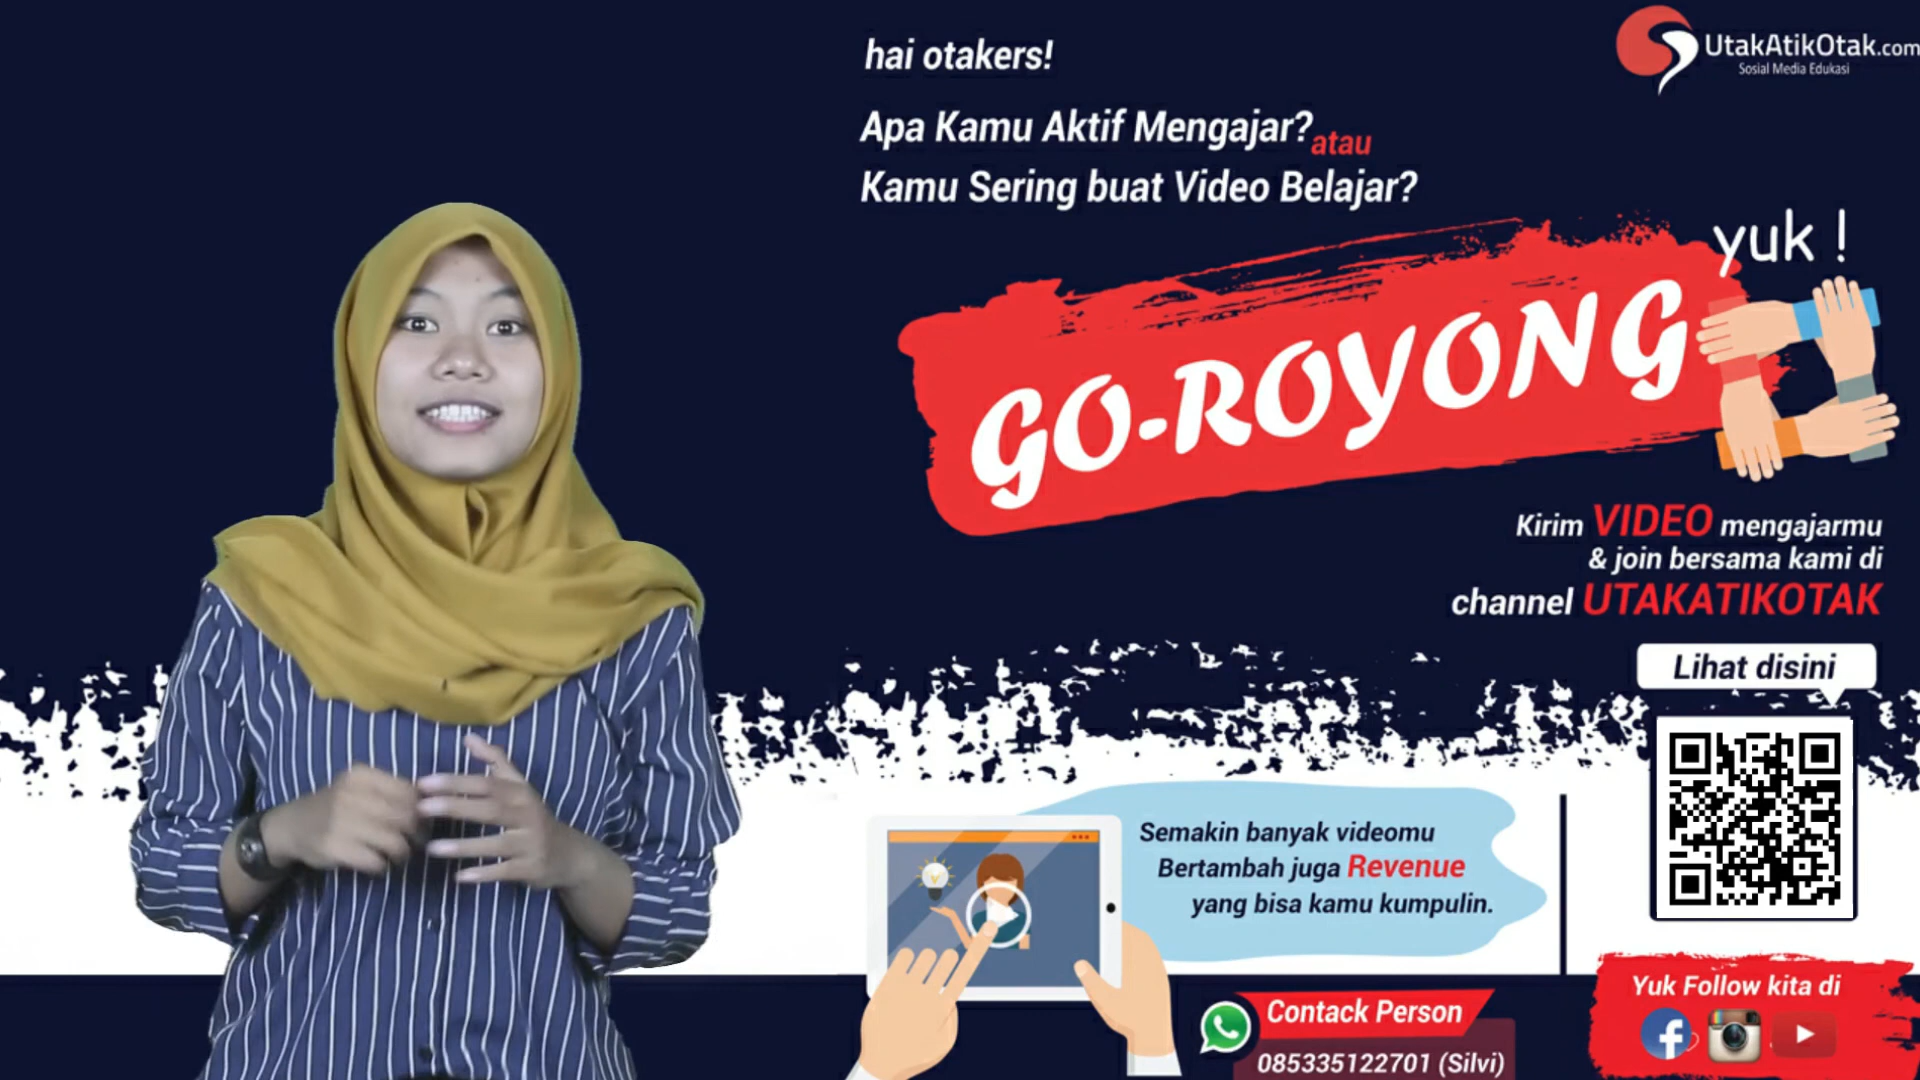 UtakAtikOtak.com
Sosial Media Edukasi
hai otakers!
Apa Kamu Aktif Mengajar? atau
Kamu Sering buat Video Belajar?
yuk !
GO-ROYONG
Kirim VIDEO mengajarmu
& join bersama kami di
channel UTAKATIKOTAK
Lihat disini
Semakin banyak videomu
Bertambah juga Revenue
yang bisa kamu kumpulin.
Contack Person
085335122701 (Silvi)
Yuk Follow kita di